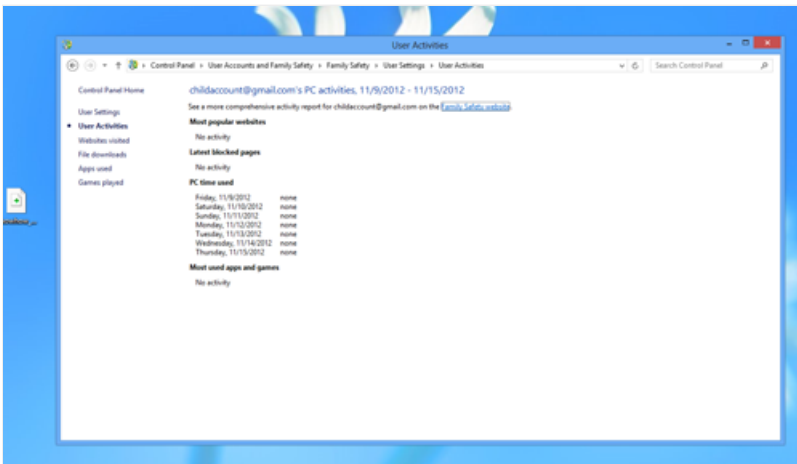 User Activities
Control Panel › User Accounts and Family Safety › Family Safety › User Settings › User Activities
Search Control Panel
Control Panel Home
User Settings
User Activities
Websites visited
File downloads
Apps used
Games played
childaccount@gmail.com's PC activities, 11/9/2012 - 11/15/2012
See a more comprehensive activity report for childaccount@gmail.com on the Family Safety website.
Most popular websites
No activity
Latest blocked pages
No activity
PC time used
Friday, 11/9/2012 none
Saturday, 11/10/2012 none
Sunday, 11/11/2012 none
Monday, 11/12/2012 none
Tuesday, 11/13/2012 none
Wednesday, 11/14/2012 none
Thursday, 11/15/2012 none
Most used apps and games
No activity